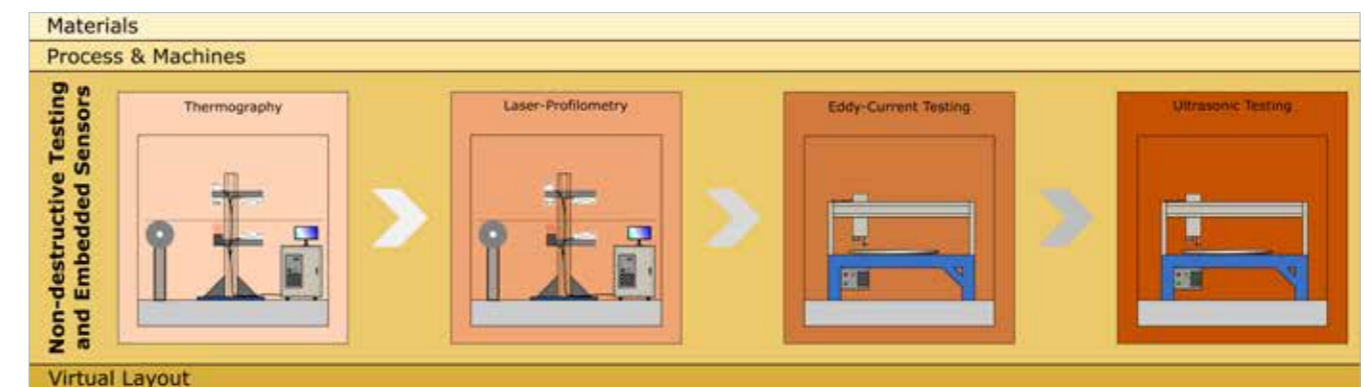 Materials
Process & Machines
Non-destructive Testing
and Embedded Sensors
Thermography
Laser-Profilometry
Eddy-Current Testing
Ultrasonic Testing
Virtual Layout